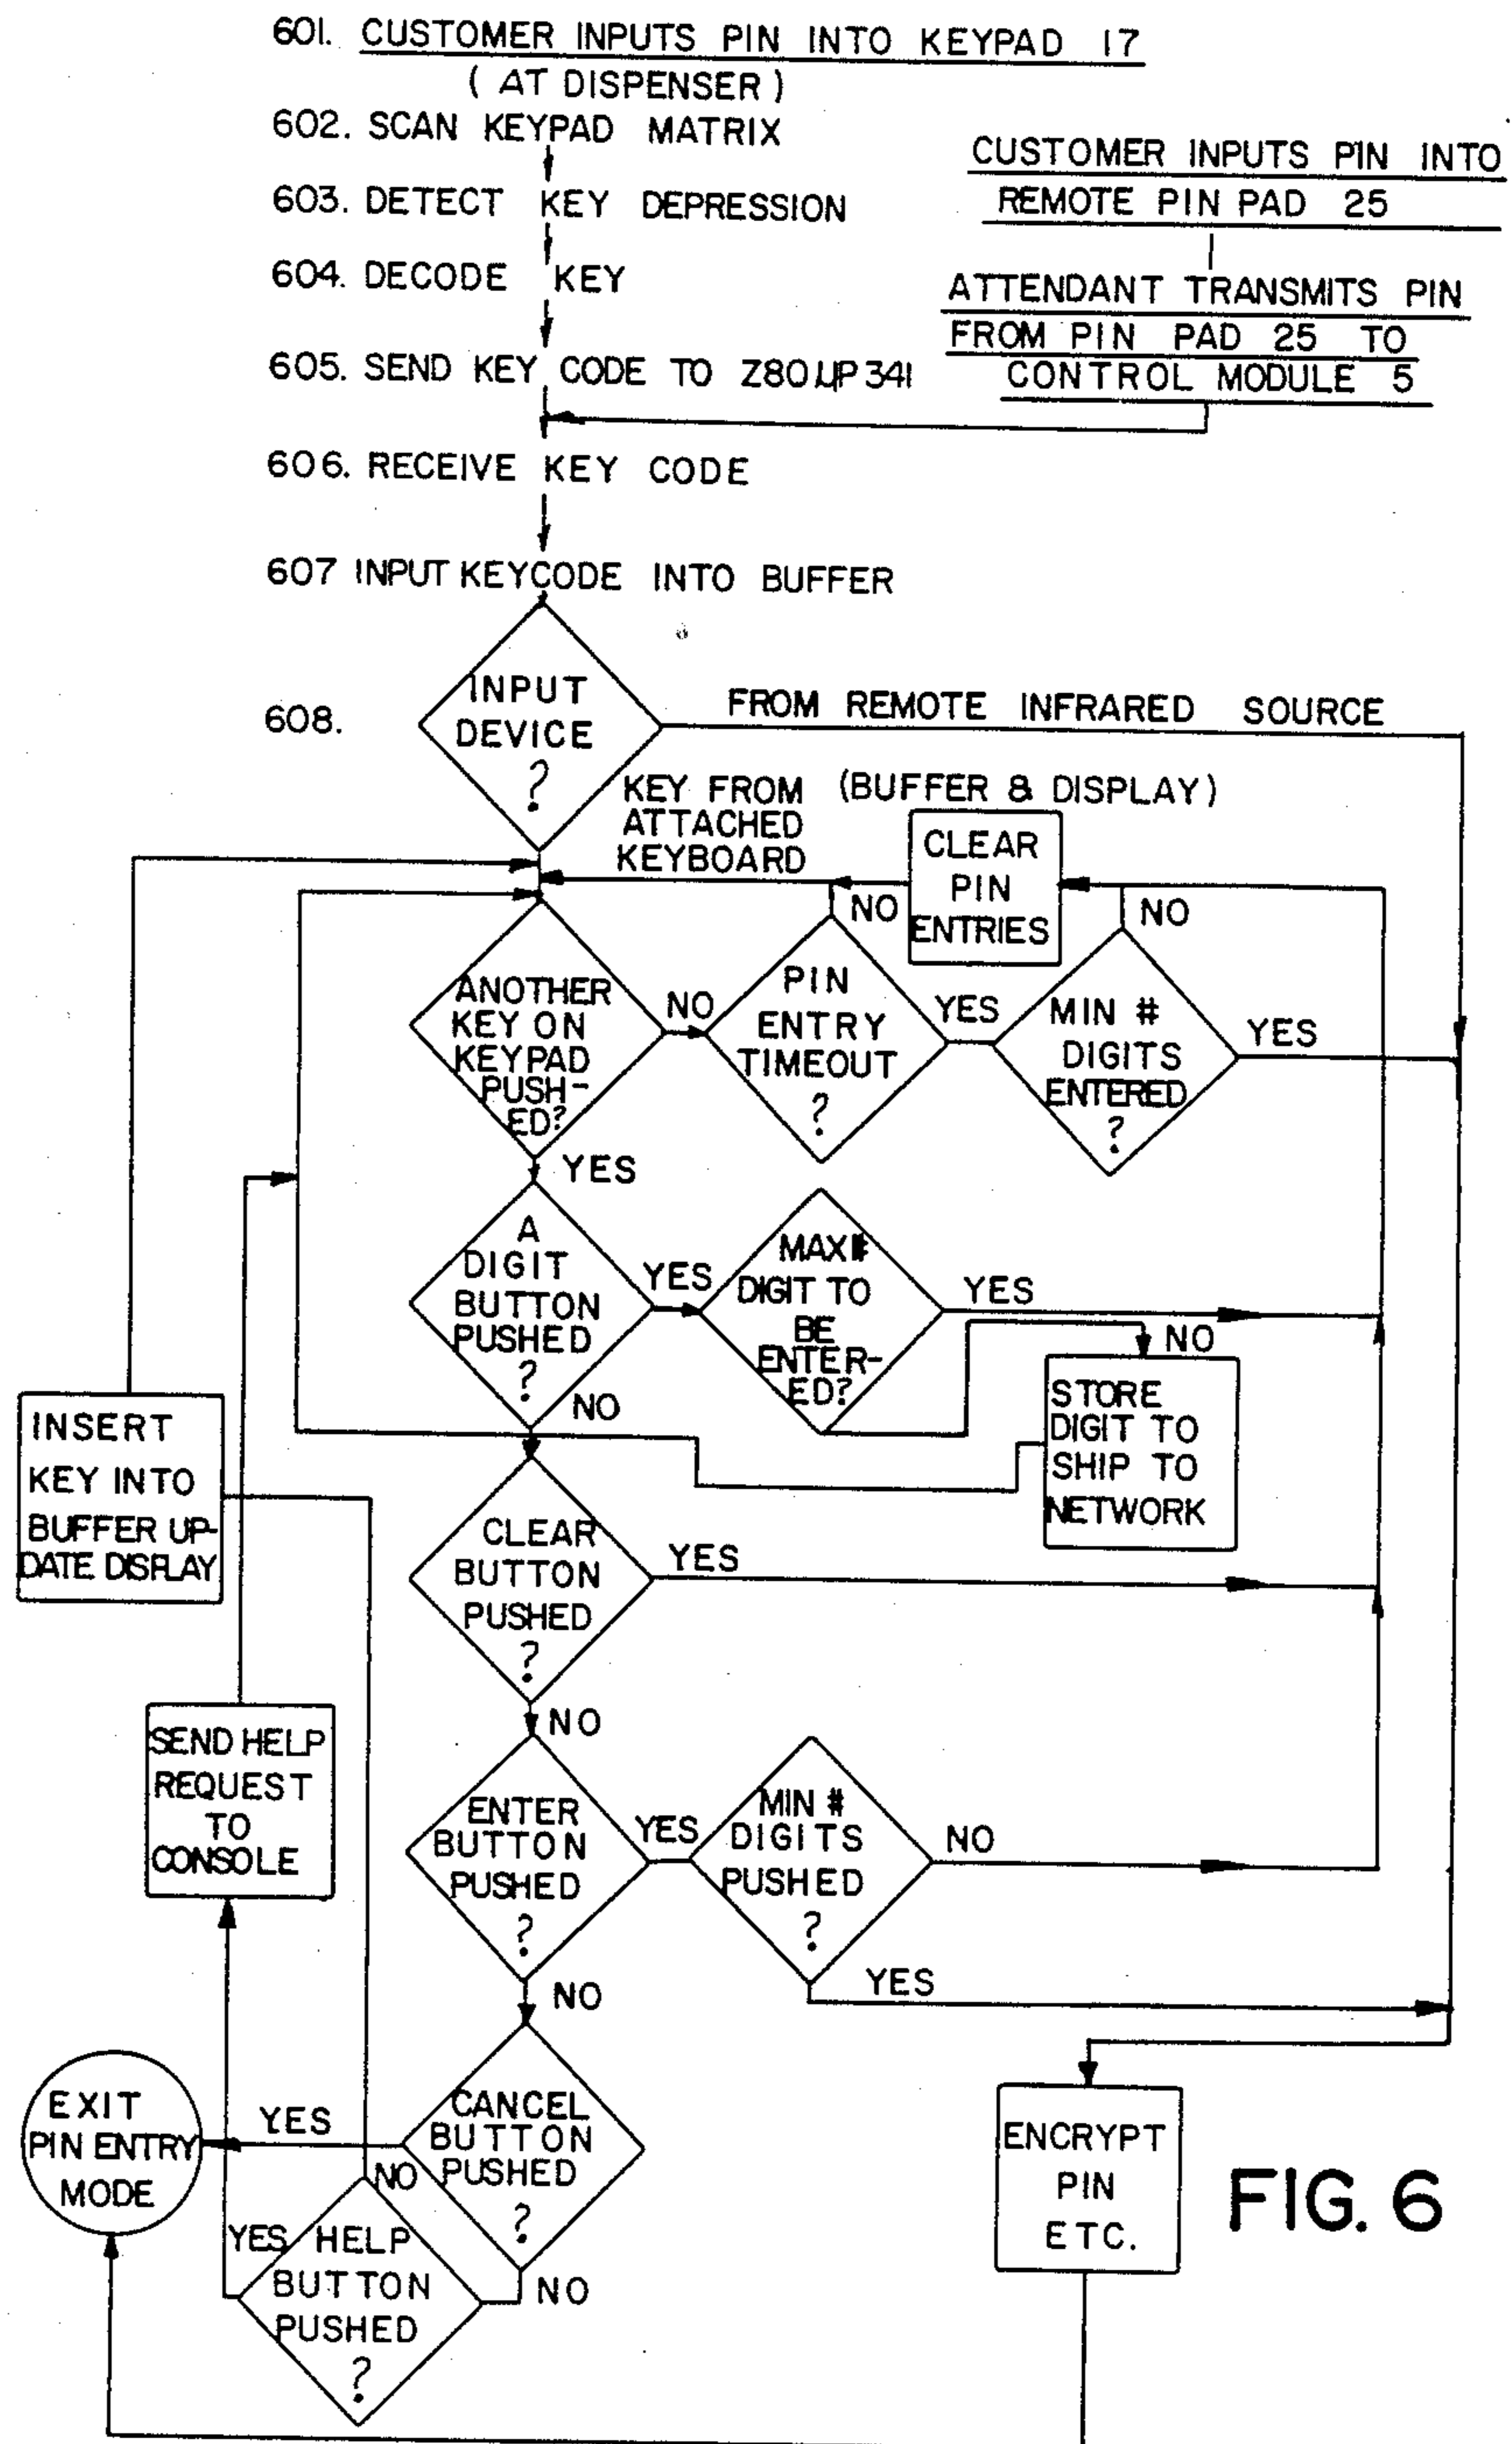 601. CUSTOMER INPUTS PIN INTO KEYPAD 17
( AT DISPENSER )
602. SCAN KEYPAD MATRIX
603. DETECT KEY DEPRESSION
604. DECODE KEY
605. SEND KEY CODE TO Z80 µP 341
CUSTOMER INPUTS PIN INTO
REMOTE PIN PAD 25
ATTENDANT TRANSMITS PIN
FROM PIN PAD 25 TO
CONTROL MODULE 5
606. RECEIVE KEY CODE
607 INPUT KEYCODE INTO BUFFER
608.
INPUT
DEVICE
?
FROM REMOTE INFRARED SOURCE
KEY FROM
ATTACHED
KEYBOARD
(BUFFER & DISPLAY)
CLEAR
PIN
ENTRIES
NO
NO
ANOTHER
KEY ON
KEYPAD
PUSH-
ED?
NO
PIN
ENTRY
TIMEOUT
?
YES
MIN #
DIGITS
ENTERED
?
YES
YES
A
DIGIT
BUTTON
PUSHED
?
YES
MAX #
DIGIT TO
BE
ENTER-
ED?
YES
NO
STORE
DIGIT TO
SHIP TO
NETWORK
NO
INSERT
KEY INTO
BUFFER UP-
DATE DISPLAY
CLEAR
BUTTON
PUSHED
?
YES
NO
SEND HELP
REQUEST
TO
CONSOLE
ENTER
BUTTON
PUSHED
?
YES
MIN #
DIGITS
PUSHED
?
NO
YES
NO
CANCEL
BUTTON
PUSHED
?
YES
EXIT
PIN ENTRY
MODE
NO
NO
YES
HELP
BUTTON
PUSHED
?
ENCRYPT
PIN
ETC.
FIG. 6